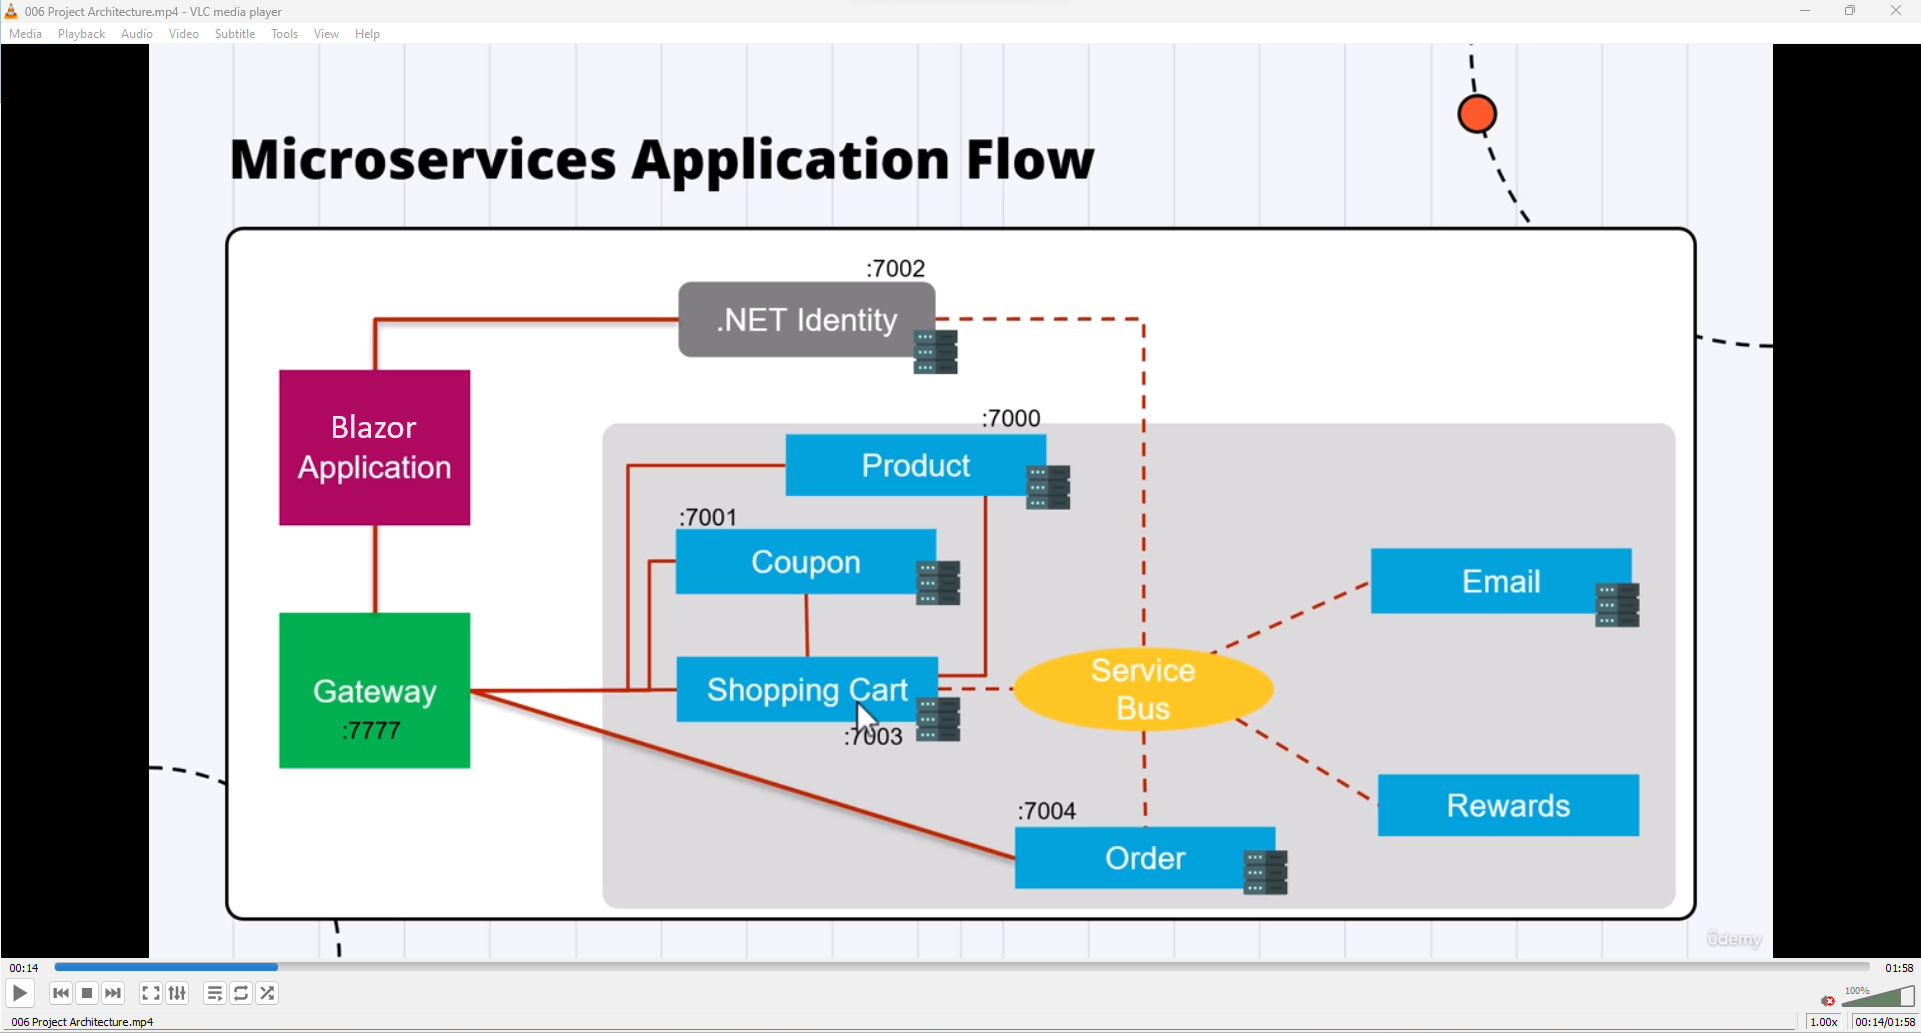 006 Project Architecture.mp4 - VLC media player
Media Playback Audio Video Subtitle Tools View Help
Microservices Application Flow
:7002
.NET Identity
:7000
Product
Blazor
Application
:7001
Coupon
Email
Gateway
:7777
Shopping Cart
:7003
Service
Bus
Rewards
:7004
Order
ûdemy
00:14
01:58
100%
006 Project Architecture.mp4
1.00x
00:14/01:58